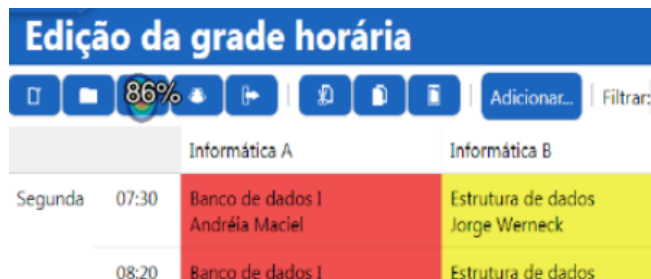 Edição da grade horária
86%
Adicionar...
Filtrar:
Informática A
Informática B
Segunda
07:30
Banco de dados I
Andréia Maciel
Estrutura de dados
Jorge Werneck
08:20
Banco de dados I
Estrutura de dados